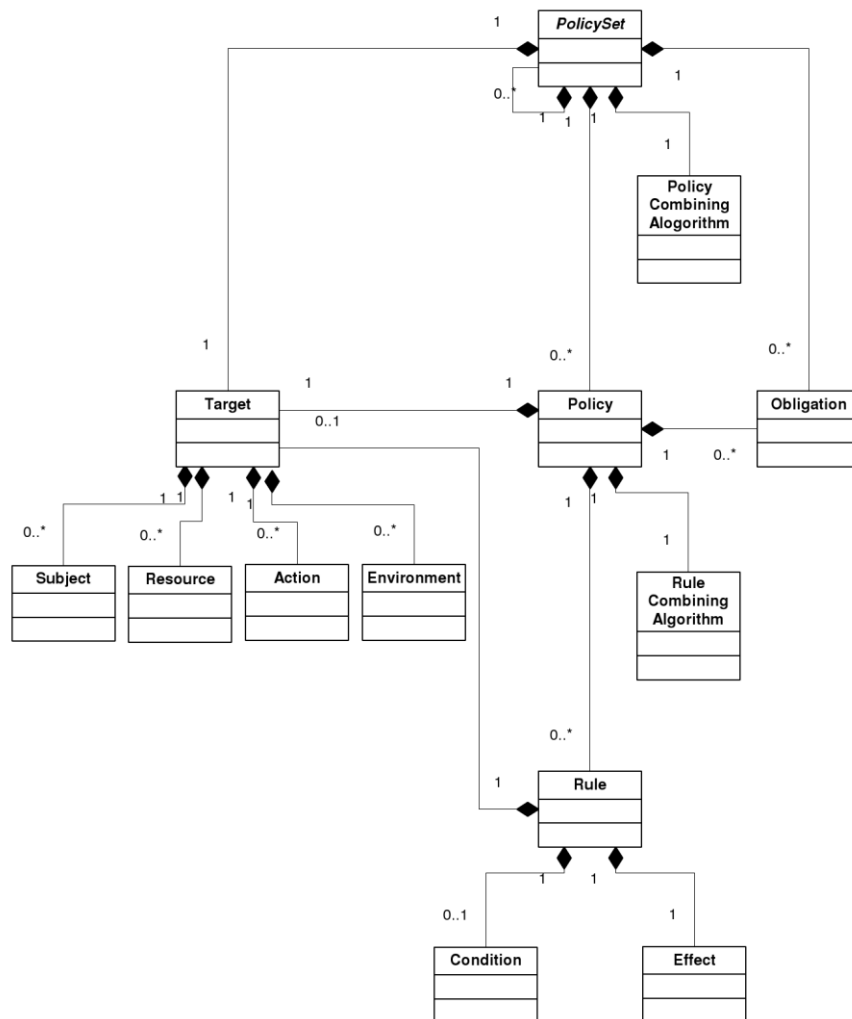 1
PolicySet
1
0..*
1
1
1
1
Policy
Combining
Alogorithm
1
0..*
0..*
1
1
Target
Policy
Obligation
0..1
1
0..*
1
1
1
1
1
1
0..*
0..*
0..*
0..*
1
Subject
Resource
Action
Environment
Rule
Combining
Algorithm
0..*
1
Rule
1
1
0..1
1
Condition
Effect